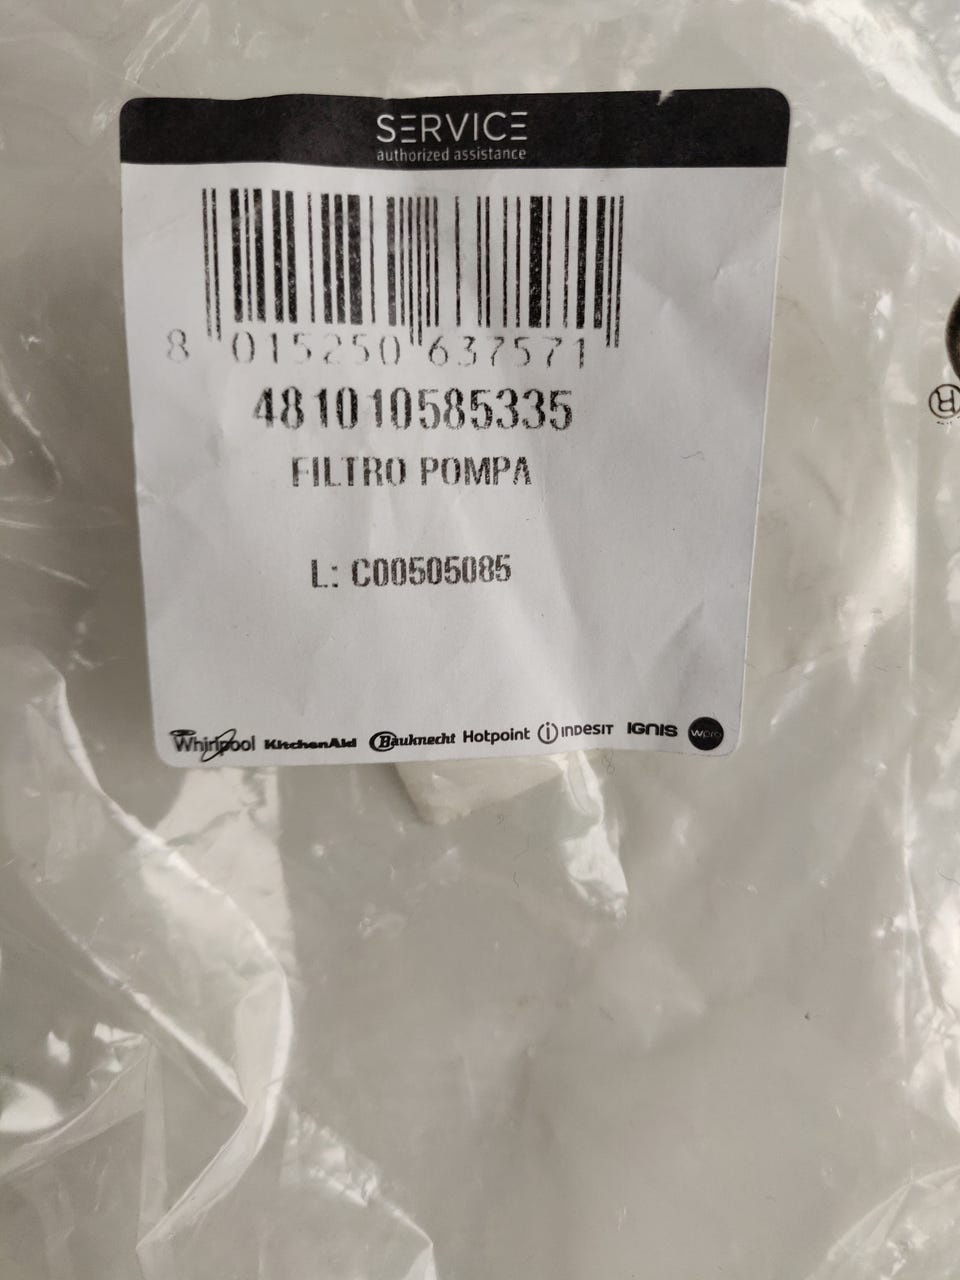 SERVICE
authorized assistance
8 015250 637571
481010585335
FILTRO POMPA
L: C00505085
Whirlpool KitchenAid Bauknecht Hotpoint indesit IGNIS wpro
®